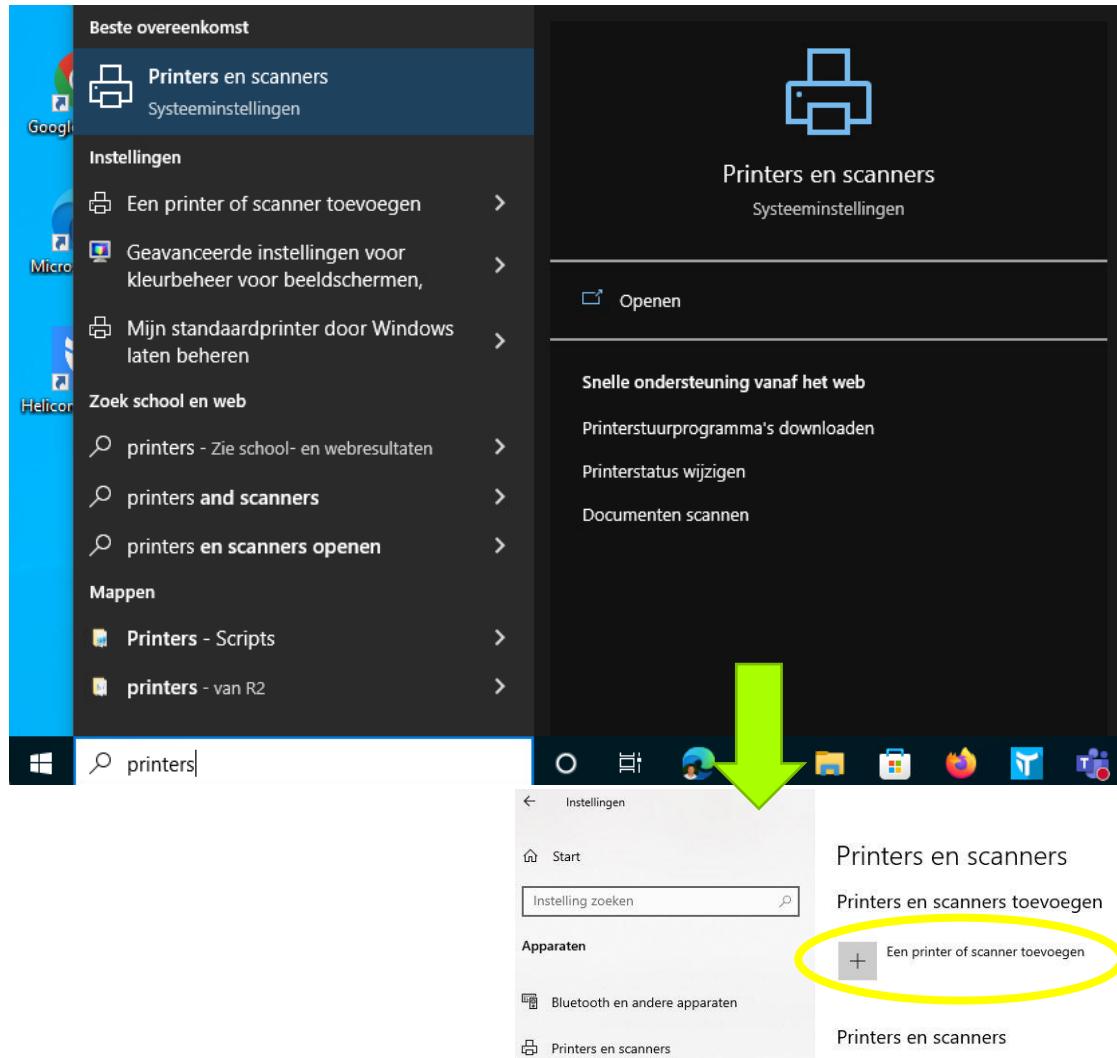 Beste overeenkomst
Printers en scanners
Systeeminstellingen
Instellingen
Een printer of scanner toevoegen
Geavanceerde instellingen voor
kleurbeheer voor beeldschermen,
Mijn standaardprinter door Windows
laten beheren
Zoek school en web
printers - Zie school- en webresultaten
printers and scanners
printers en scanners openen
Mappen
Printers - Scripts
printers - van R2
printers
Googl
Micro
Helicon
Printers en scanners
Systeeminstellingen
Openen
Snelle ondersteuning vanaf het web
Printerstuurprogramma's downloaden
Printerstatus wijzigen
Documenten scannen
Instellingen
Start
Instelling zoeken
Apparaten
Bluetooth en andere apparaten
Printers en scanners
Printers en scanners
Printers en scanners toevoegen
Een printer of scanner toevoegen
Printers en scanners